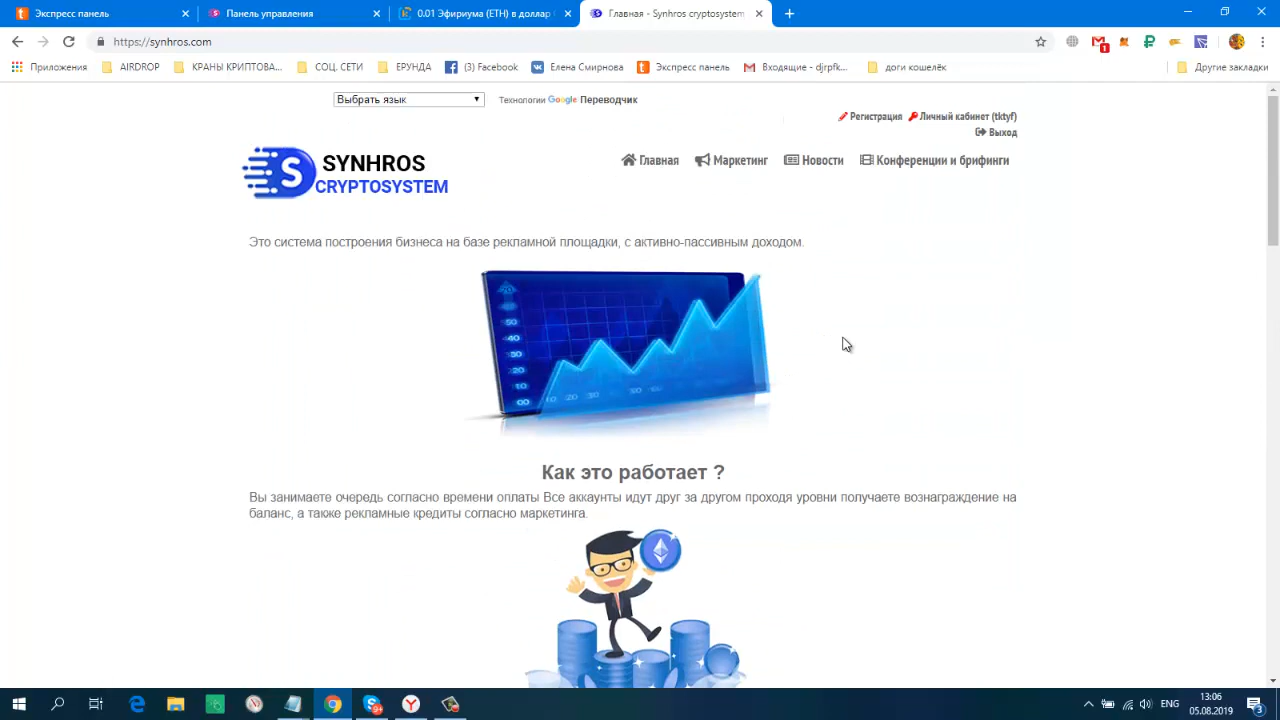 Экспресс панель
Панель управления
0.01 Эфириума (ETH) в доллар
Главная - Synhros cryptosystem
https://synhros.com
1
Приложения
AIRDROP
КРАНЫ КРИПТОВА...
СОЦ. СЕТИ
ЕРУНДА
(3) Facebook
Елена Смирнова
Экспресс панель
Входящие - djrpfk...
доги кошелёк
Другие закладки
Выбрать язык
Технологии Google Переводчик
Регистрация Личный кабинет (tktyf)
Выход
SYNHROS
CRYPTOSYSTEM
Главная
Маркетинг
Новости
Конференции и брифинги
Это система построения бизнеса на базе рекламной площадки, с активно-пассивным доходом.
Как это работает ?
Вы занимаете очередь согласно времени оплаты Все аккаунты идут друг за другом проходя уровни получаете вознаграждение на
баланс, а также рекламные кредиты согласно маркетинга.
ENG
13:06
05.08.2019
3